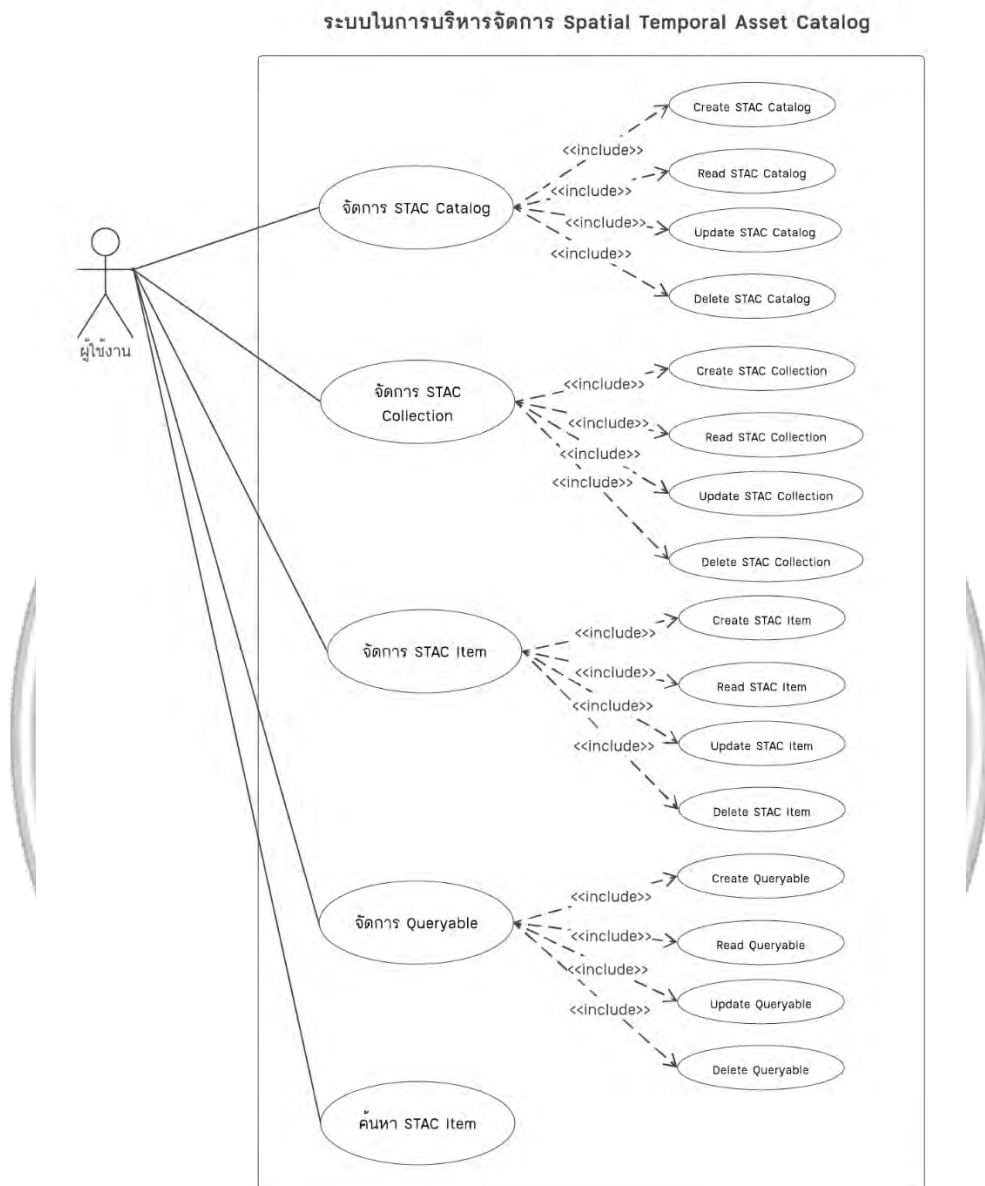 ระบบในการบริหารจัดการ Spatial Temporal Asset Catalog
Create STAC Catalog
<<include>>
Read STAC Catalog
<<include>>
จัดการ STAC Catalog
<<include>>
Update STAC Catalog
<<include>>
Delete STAC Catalog
ผู้ใช้งาน
Create STAC Collection
<<include>>
จัดการ STAC
Collection
<<include>>
Read STAC Collection
<<include>>
<<include>>
Update STAC Collection
Delete STAC Collection
Create STAC Item
<<include>>
จัดการ STAC Item
<<include>>
Read STAC Item
<<include>>
Update STAC Item
<<include>>
Delete STAC Item
Create Queryable
<<include>>
จัดการ Queryable
<<include>>
Read Queryable
<<include>>
Update Queryable
<<include>>
Delete Queryable
ค้นหา STAC Item